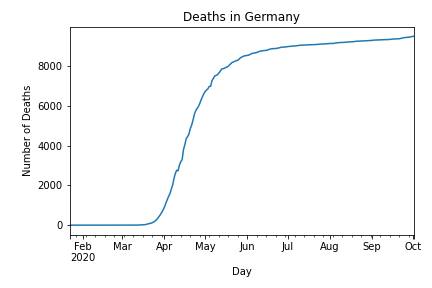 Deaths in Germany
Number of Deaths
8000
6000
4000
2000
0
Feb Mar Apr May Jun Jul Aug Sep Oct
2020
Day